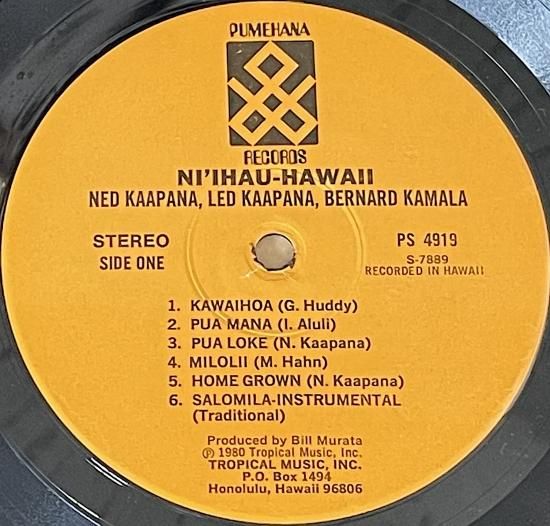 PUMEHANA
RECORDS
NI'IHAU-HAWAII
NED KAAPANA, LED KAAPANA, BERNARD KAMALA
STEREO
SIDE ONE
PS 4919
S-7889
RECORDED IN HAWAII
1. KAWAIHOA (G. Huddy)
2. PUA MANA (I. Aluli)
3. PUA LOKE (N. Kaapana)
4. MILOLII (M. Hahn)
5. HOME GROWN (N. Kaapana)
6. SALOMILA-INSTRUMENTAL
(Traditional)
Produced by Bill Murata
℗ 1980 Tropical Music, Inc.
TROPICAL MUSIC, INC.
P.O. Box 1494
Honolulu, Hawaii 96806